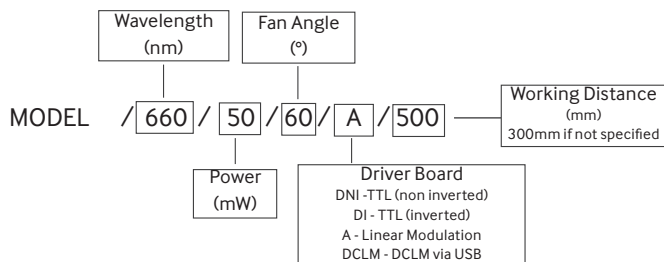 Wavelength
(nm)
Fan Angle
(°)
MODEL / 660 / 50 / 60 / A / 500
Working Distance
(mm)
300mm if not specified
Power
(mW)
Driver Board
DNI -TTL (non inverted)
DI - TTL (inverted)
A - Linear Modulation
DCLM - DCLM via USB